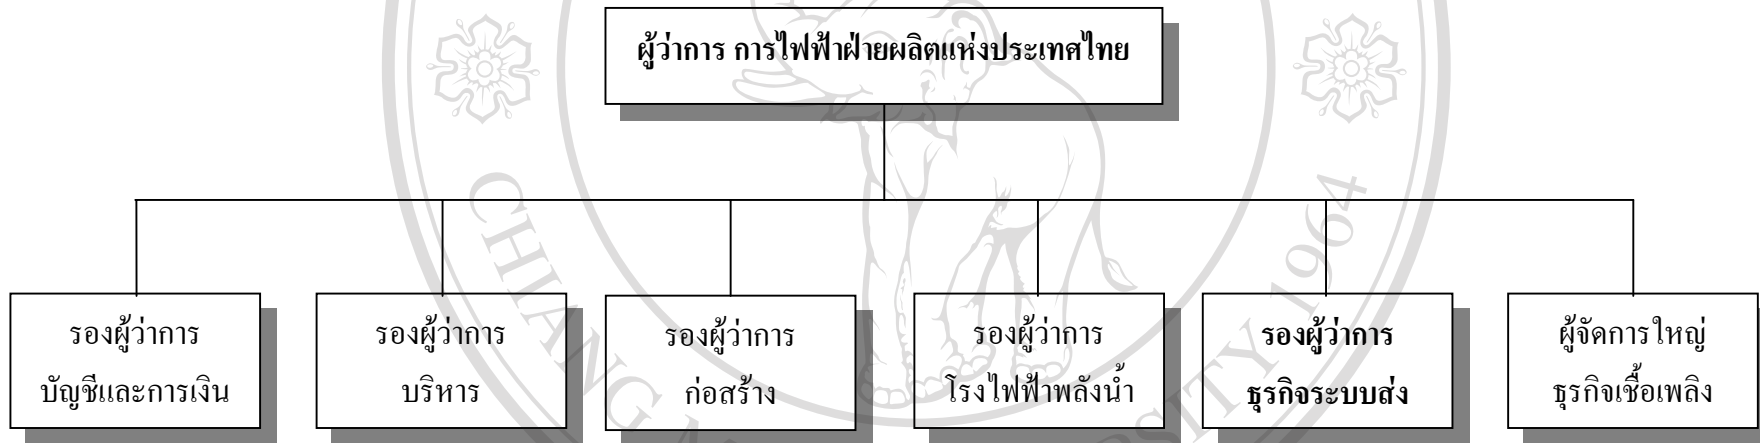 ผู้ว่าการ การไฟฟ้าฝ่ายผลิตแห่งประเทศไทย
รองผู้ว่าการ
บัญชีและการเงิน
รองผู้ว่าการ
บริหาร
รองผู้ว่าการ
ก่อสร้าง
รองผู้ว่าการ
โรงไฟฟ้าพลังน้ำ
รองผู้ว่าการ
ธุรกิจระบบส่ง
ผู้จัดการใหญ่
ธุรกิจเชื้อเพลิง
CHIANG M
RSITY 1964